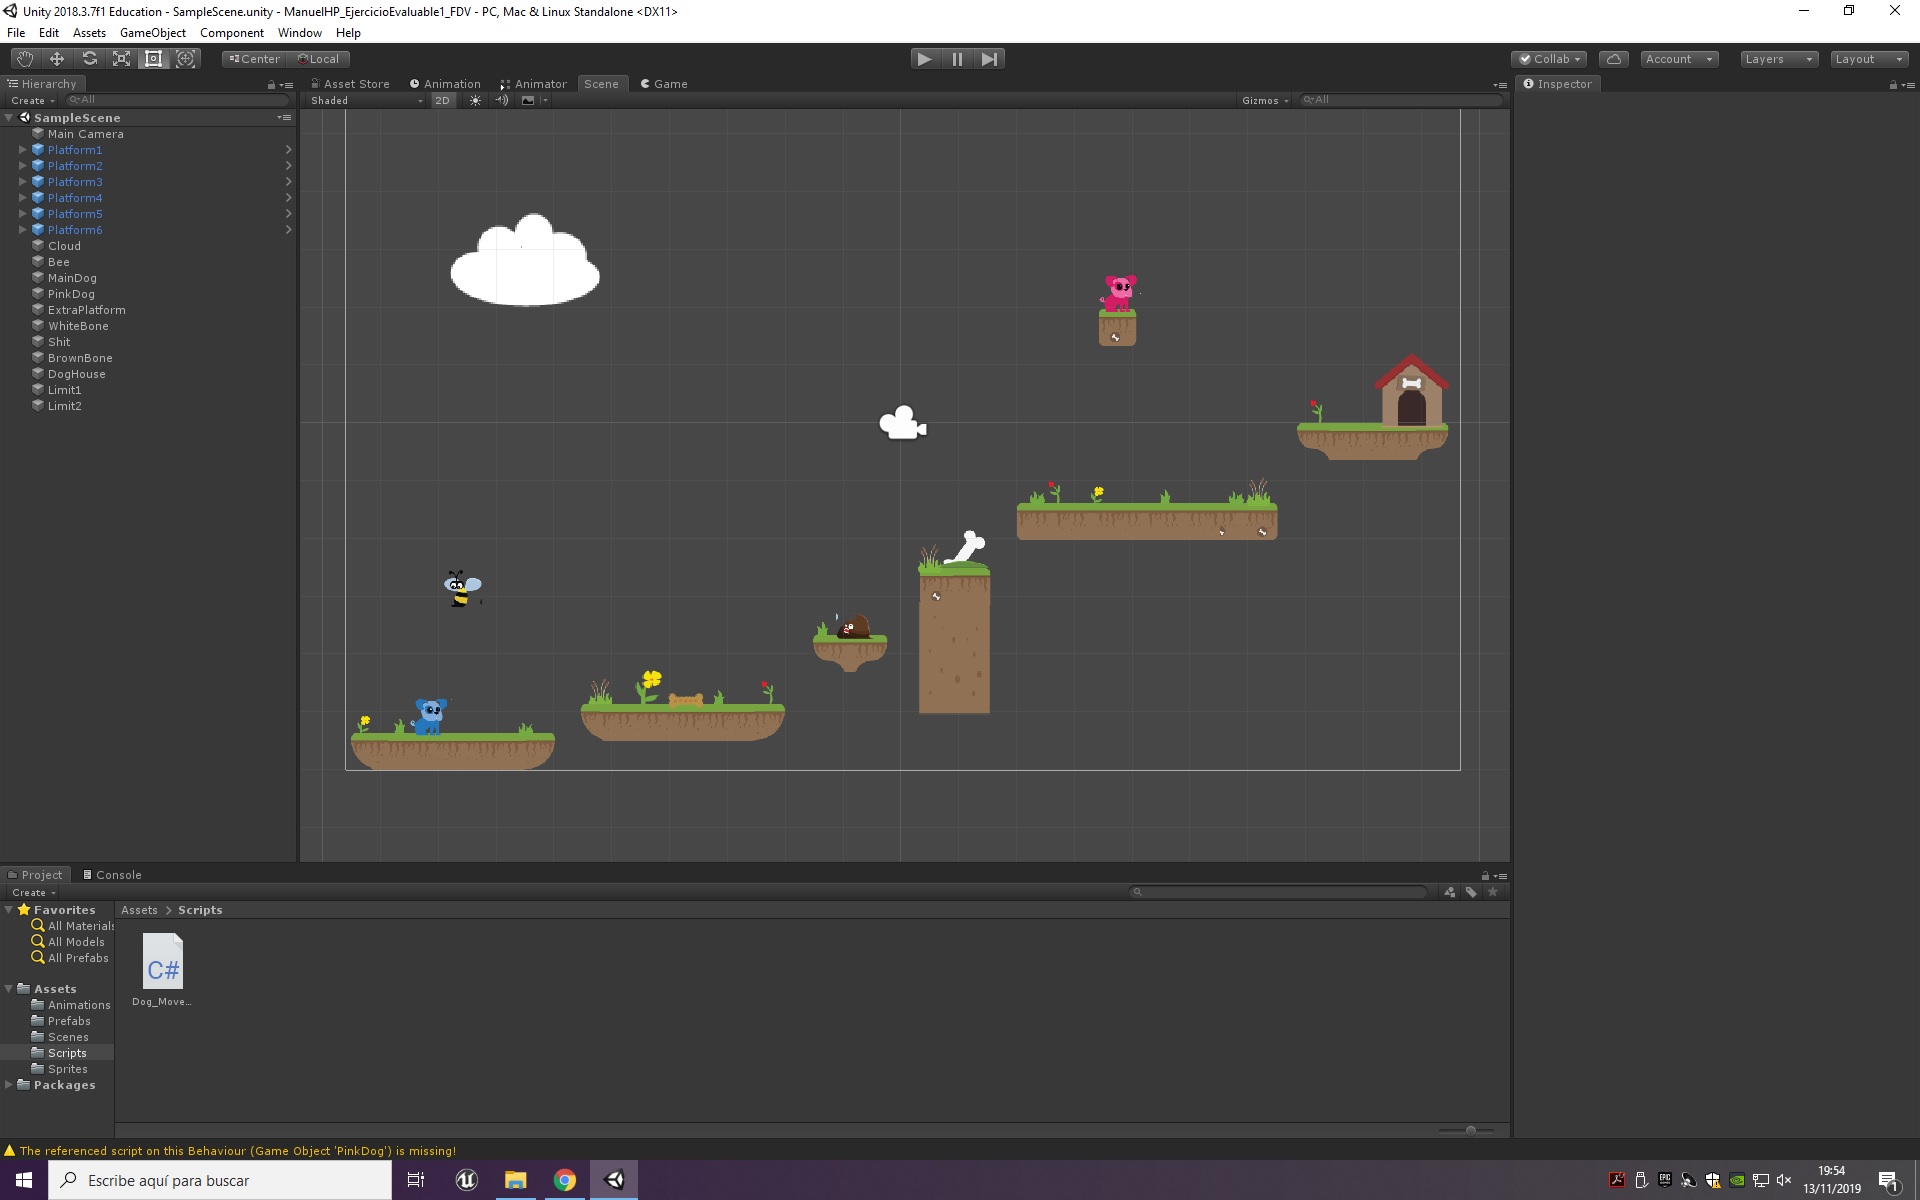 Unity 2018.3.7f1 Education - SampleScene.unity - ManuelHP_EjercicioEvaluable1_FDV - PC, Mac & Linux Standalone <DX11>
File Edit Assets GameObject Component Window Help
Center Local Collab Account Layers Layout
Hierarchy
Create All
SampleScene
Main Camera
Platform1
Platform2
Platform3
Platform4
Platform5
Platform6
Cloud
Bee
MainDog
PinkDog
ExtraPlatform
WhiteBone
Shit
BrownBone
DogHouse
Limit1
Limit2
Asset Store Animation Animator Scene Game
Shaded 2D Gizmos All
Inspector
Project Console
Create
Favorites
All Materials
All Models
All Prefabs
Assets
Animations
Prefabs
Scenes
Scripts
Sprites
Packages
Assets > Scripts
C#
Dog_Move...
The referenced script on this Behaviour (Game Object 'PinkDog') is missing!
Escribe aquí para buscar
EPIC
19:54
13/11/2019
1